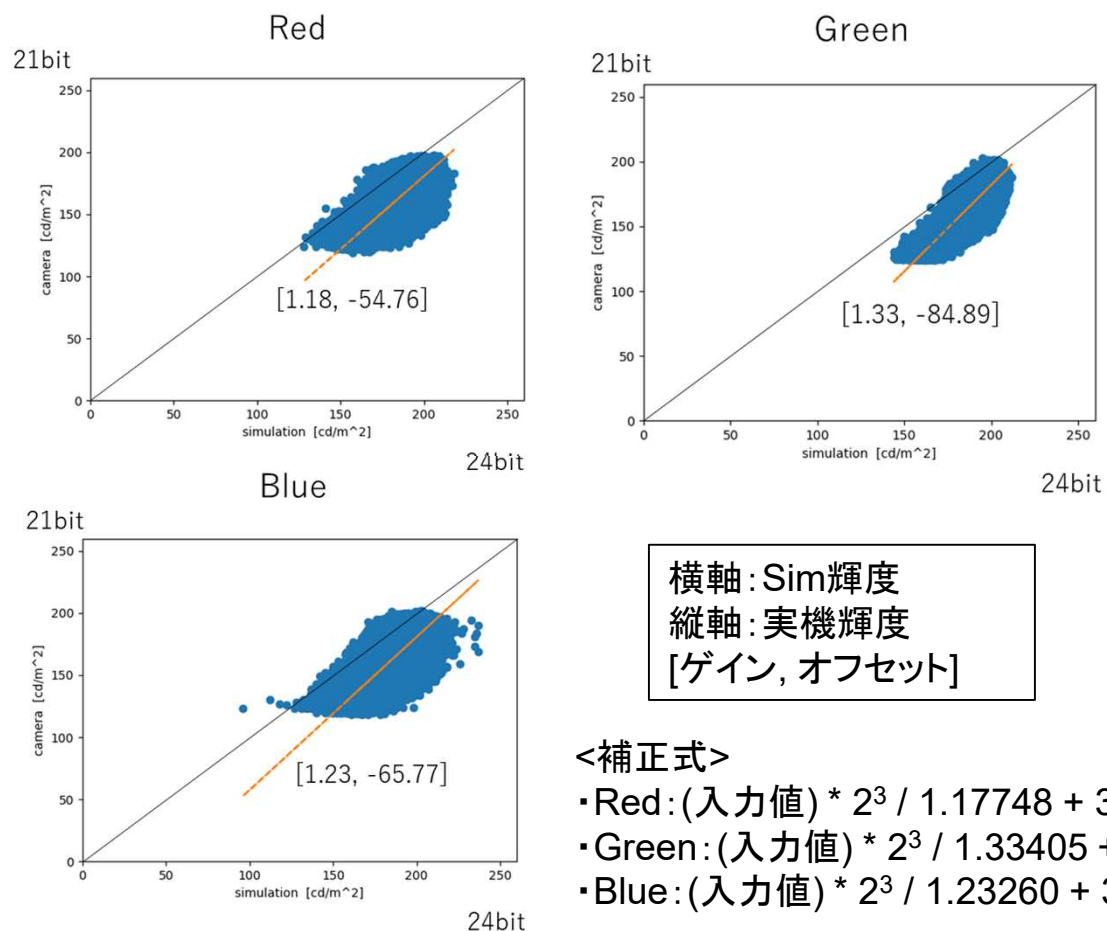 Red
21bit
250
200
150
100
50
0
camera [cd/m^2]
[1.18, -54.76]
0 50 100 150 200 250
simulation [cd/m^2]
24bit
Green
21bit
250
200
150
100
50
0
camera [cd/m^2]
[1.33, -84.89]
0 50 100 150 200 250
simulation [cd/m^2]
24bit
Blue
21bit
250
200
150
100
50
0
camera [cd/m^2]
[1.23, -65.77]
0 50 100 150 200 250
simulation [cd/m^2]
24bit
横軸：Sim輝度
縦軸：実機輝度
[ゲイン, オフセット]
<補正式>
・Red：(入力値) * 2³ / 1.17748 + 3
・Green：(入力値) * 2³ / 1.33405 +
・Blue：(入力値) * 2³ / 1.23260 + 3